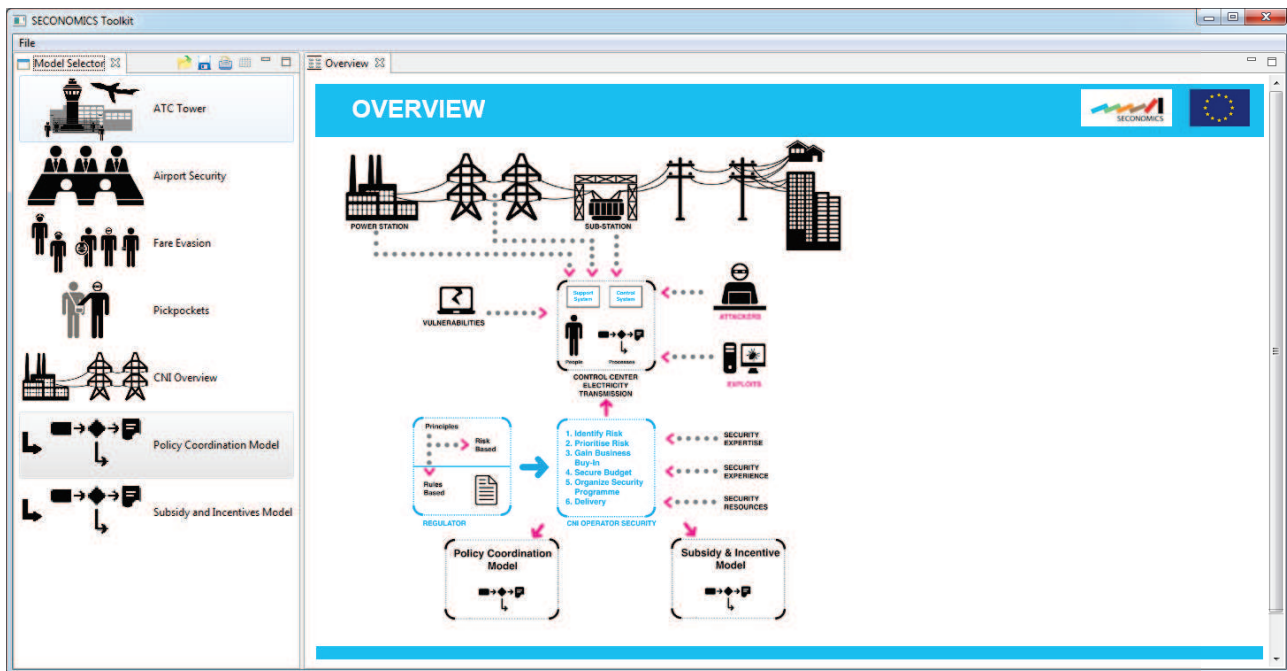 SECONOMICS Toolkit
File
Model Selector
ATC Tower
Airport Security
Fare Evasion
Pickpockets
CNI Overview
Policy Coordination Model
Subsidy and Incentives Model
Overview
OVERVIEW
SECONOMICS
POWER STATION
SUB-STATION
Support
System
Control
System
VULNERABILITIES
ATTACKERS
People
Processes
EXPLOITS
CONTROL CENTER
ELECTRICITY
TRANSMISSION
Principles
Risk
Based
Rules
Based
REGULATOR
1. Identify Risk
2. Prioritise Risk
3. Gain Business
Buy-In
4. Secure Budget
5. Organize Security
Programme
6. Delivery
CNI OPERATOR SECURITY
SECURITY
EXPERTISE
SECURITY
EXPERIENCE
SECURITY
RESOURCES
Policy Coordination
Model
Subsidy & Incentive
Model